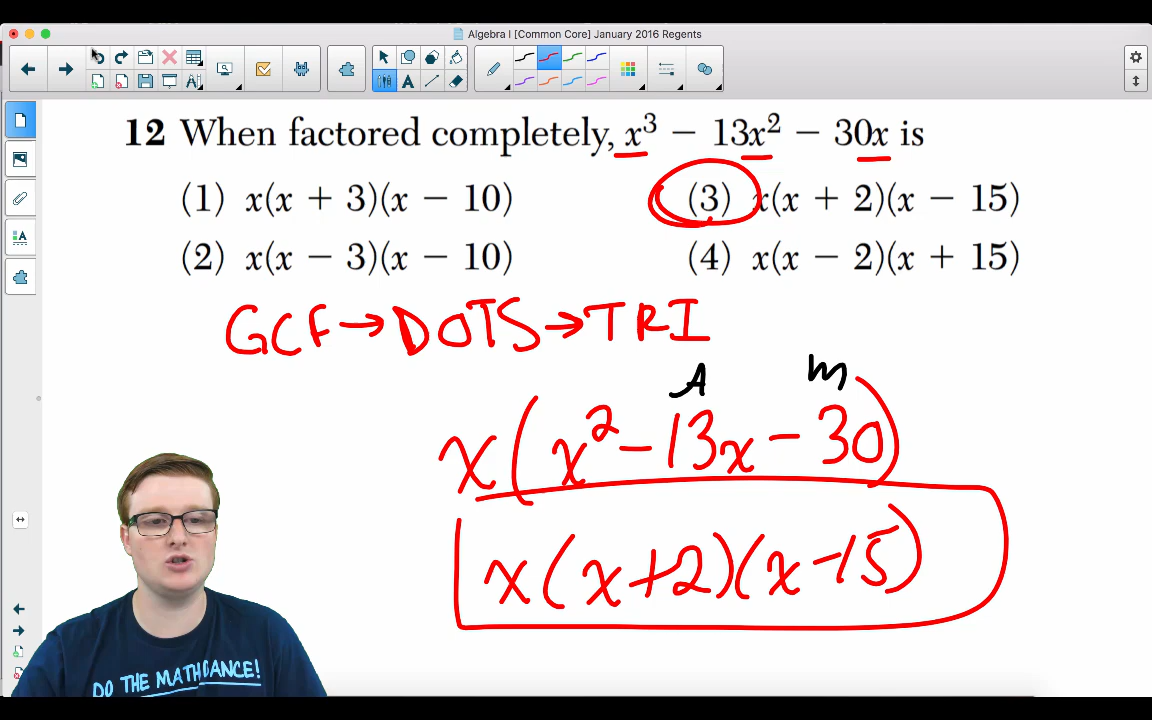 Algebra I [Common Core] January 2016 Regents
12 When factored completely, x³ − 13x² − 30x is
(1) x(x + 3)(x − 10)
(3) x(x + 2)(x − 15)
(2) x(x − 3)(x − 10)
(4) x(x − 2)(x + 15)
GCF→DOTS→TRI
A M
x(x²−13x−30)
x(x+2)(x−15)
DO THE MATH DANCE!